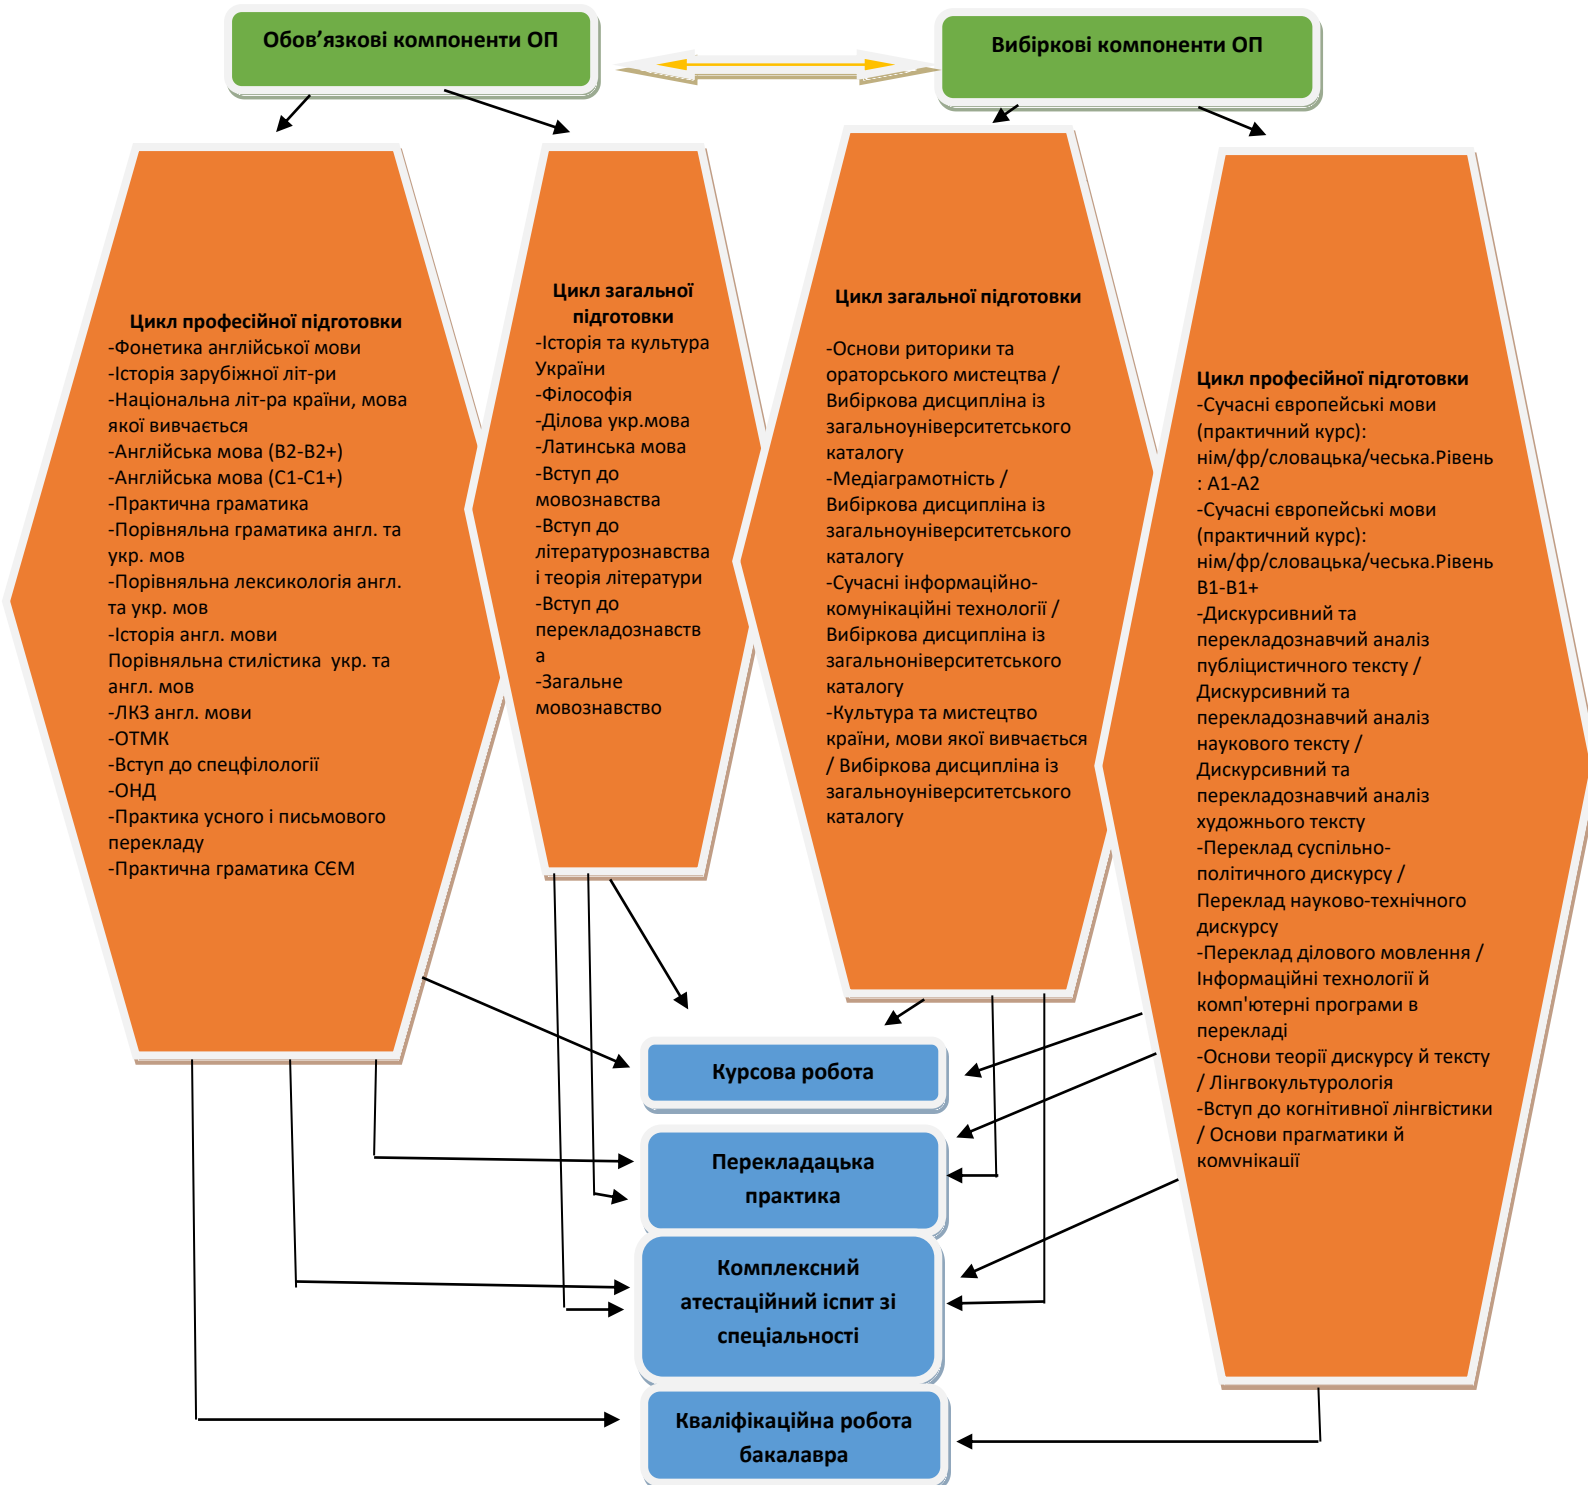 Обов’язкові компоненти ОП
Вибіркові компоненти ОП
Цикл професійної підготовки
-Фонетика англійської мови
-Історія зарубіжної літ-ри
-Національна літ-ра країни, мова
якої вивчається
-Англійська мова (В2-В2+)
-Англійська мова (С1-С1+)
-Практична граматика
-Порівняльна граматика англ. та
укр. мов
-Порівняльна лексикологія англ.
та укр. мов
-Історія англ. мови
Порівняльна стилістика  укр. та
англ. мов
-ЛКЗ англ. мови
-ОТМК
-Вступ до спецфілології
-ОНД
-Практика усного і письмового
перекладу
-Практична граматика СЄМ
Цикл загальної
підготовки
-Історія та культура
України
-Філософія
-Ділова укр.мова
-Латинська мова
-Вступ до
мовознавства
-Вступ до
літературознавства
і теорія літератури
-Вступ до
перекладознавств
а
-Загальне
мовознавство
Цикл загальної підготовки
-Основи риторики та
ораторського мистецтва /
Вибіркова дисципліна із
загальноуніверситетського
каталогу
-Медіаграмотність /
Вибіркова дисципліна із
загальноуніверситетського
каталогу
-Сучасні інформаційно-
комунікаційні технології /
Вибіркова дисципліна із
загальноніверситетського
каталогу
-Культура та мистецтво
країни, мови якої вивчається
/ Вибіркова дисципліна із
загальноуніверситетського
каталогу
Цикл професійної підготовки
-Сучасні європейські мови
(практичний курс):
нім/фр/словацька/чеська.Рівень
: А1-А2
-Сучасні європейські мови
(практичний курс):
нім/фр/словацька/чеська.Рівень
В1-В1+
-Дискурсивний та
перекладознавчий аналіз
публіцистичного тексту /
Дискурсивний та
перекладознавчий аналіз
наукового тексту /
Дискурсивний та
перекладознавчий аналіз
художнього тексту
-Переклад суспільно-
політичного дискурсу /
Переклад науково-технічного
дискурсу
-Переклад ділового мовлення /
Інформаційні технології й
комп'ютерні програми в
перекладі
-Основи теорії дискурсу й тексту
/ Лінгвокультурологія
-Вступ до когнітивної лінгвістики
/ Основи прагматики й
комунікації
Курсова робота
Перекладацька
практика
Комплексний
атестаційний іспит зі
спеціальності
Кваліфікаційна робота
бакалавра